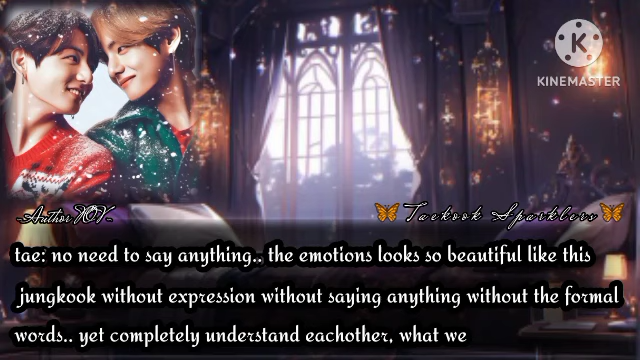 KINEMASTER
-Author POV-
Taekook Sparklers
tae: no need to say anything.. the emotions looks so beautiful like this
jungkook without expression without saying anything without the formal
words.. yet completely understand eachother, what we